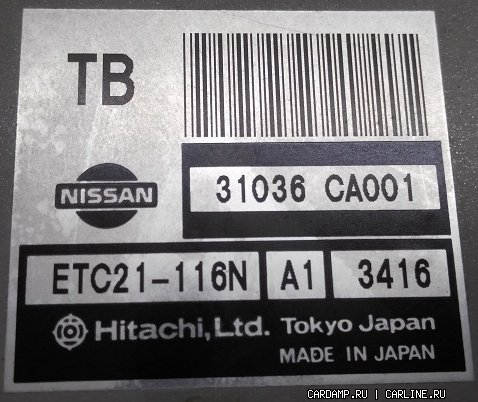 TB
NISSAN
31036 CA001
ETC21-116N A1 3416
Hitachi, Ltd. Tokyo Japan
MADE IN JAPAN
CARDAMP.RU | CARLINE.RU